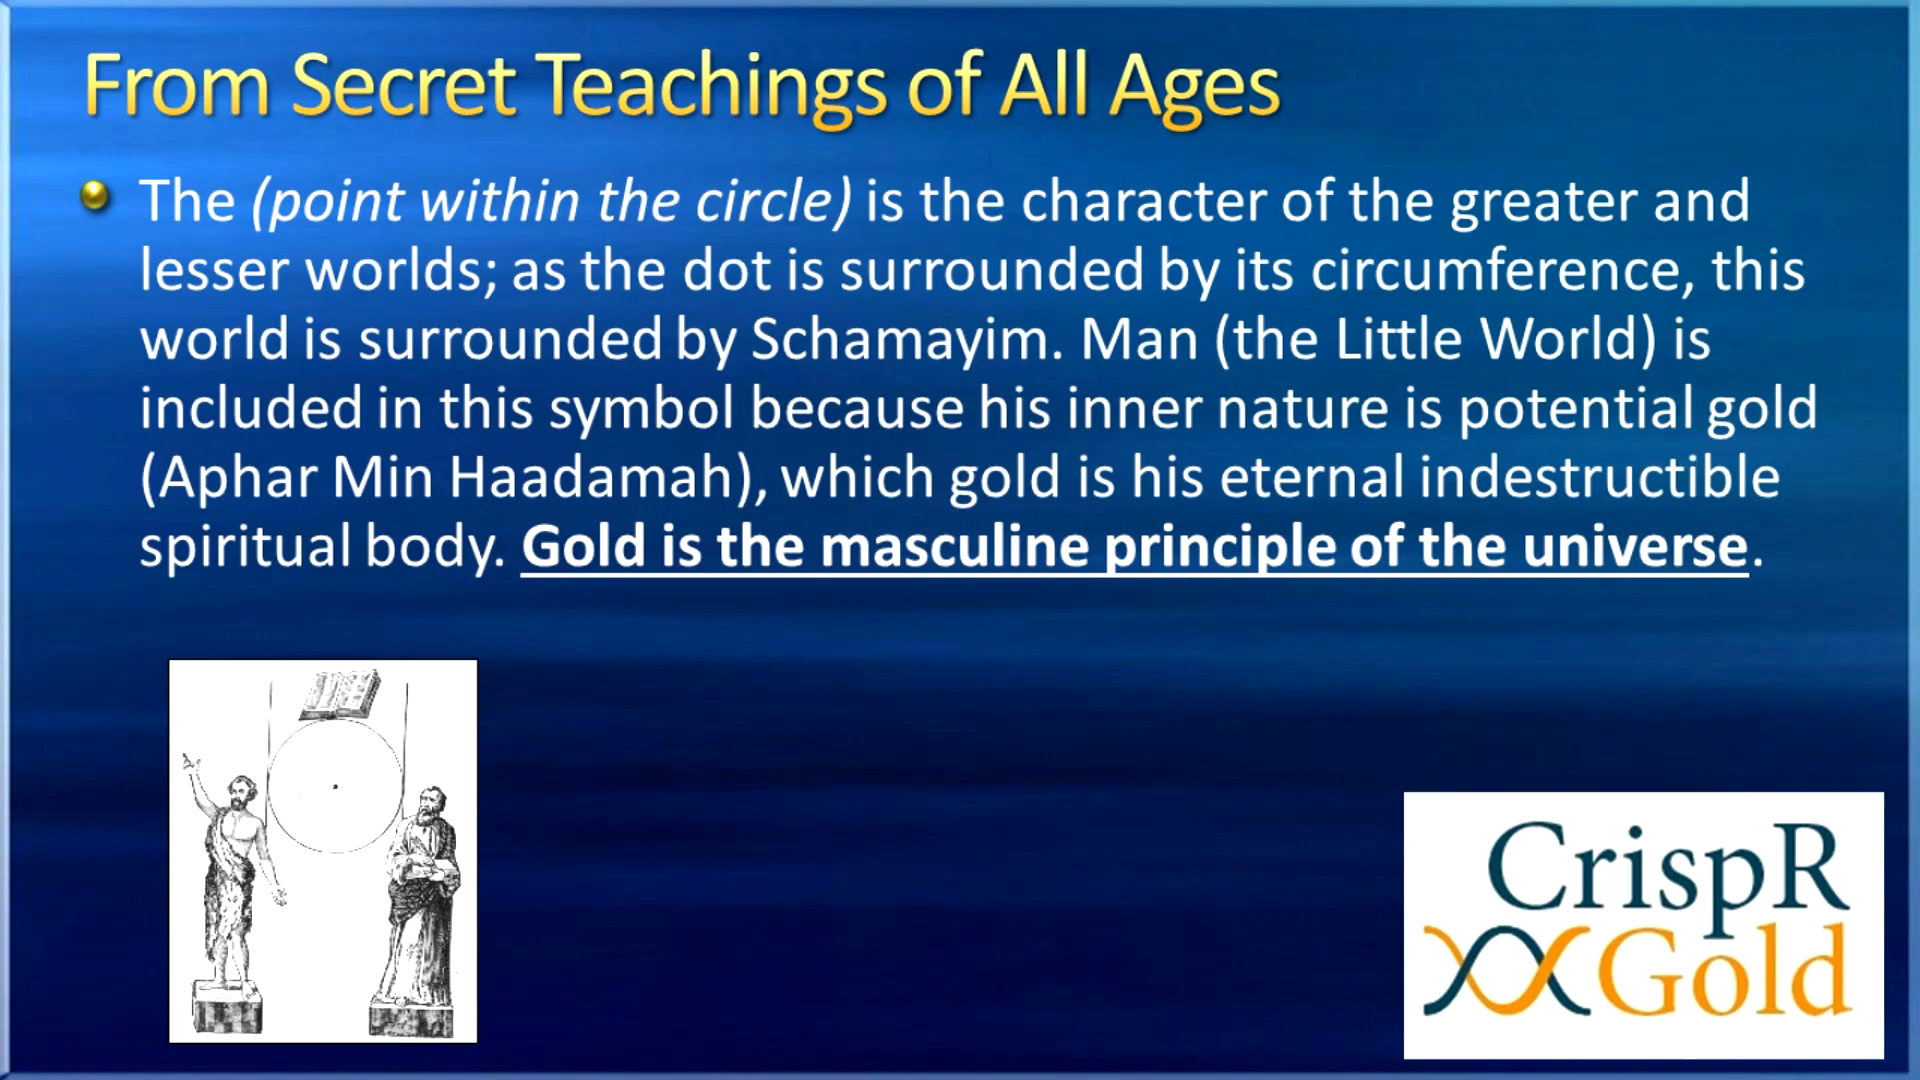 From Secret Teachings of All Ages
The (point within the circle) is the character of the greater and
lesser worlds; as the dot is surrounded by its circumference, this
world is surrounded by Schamayim. Man (the Little World) is
included in this symbol because his inner nature is potential gold
(Aphar Min Haadamah), which gold is his eternal indestructible
spiritual body. Gold is the masculine principle of the universe.
CrispR
Gold